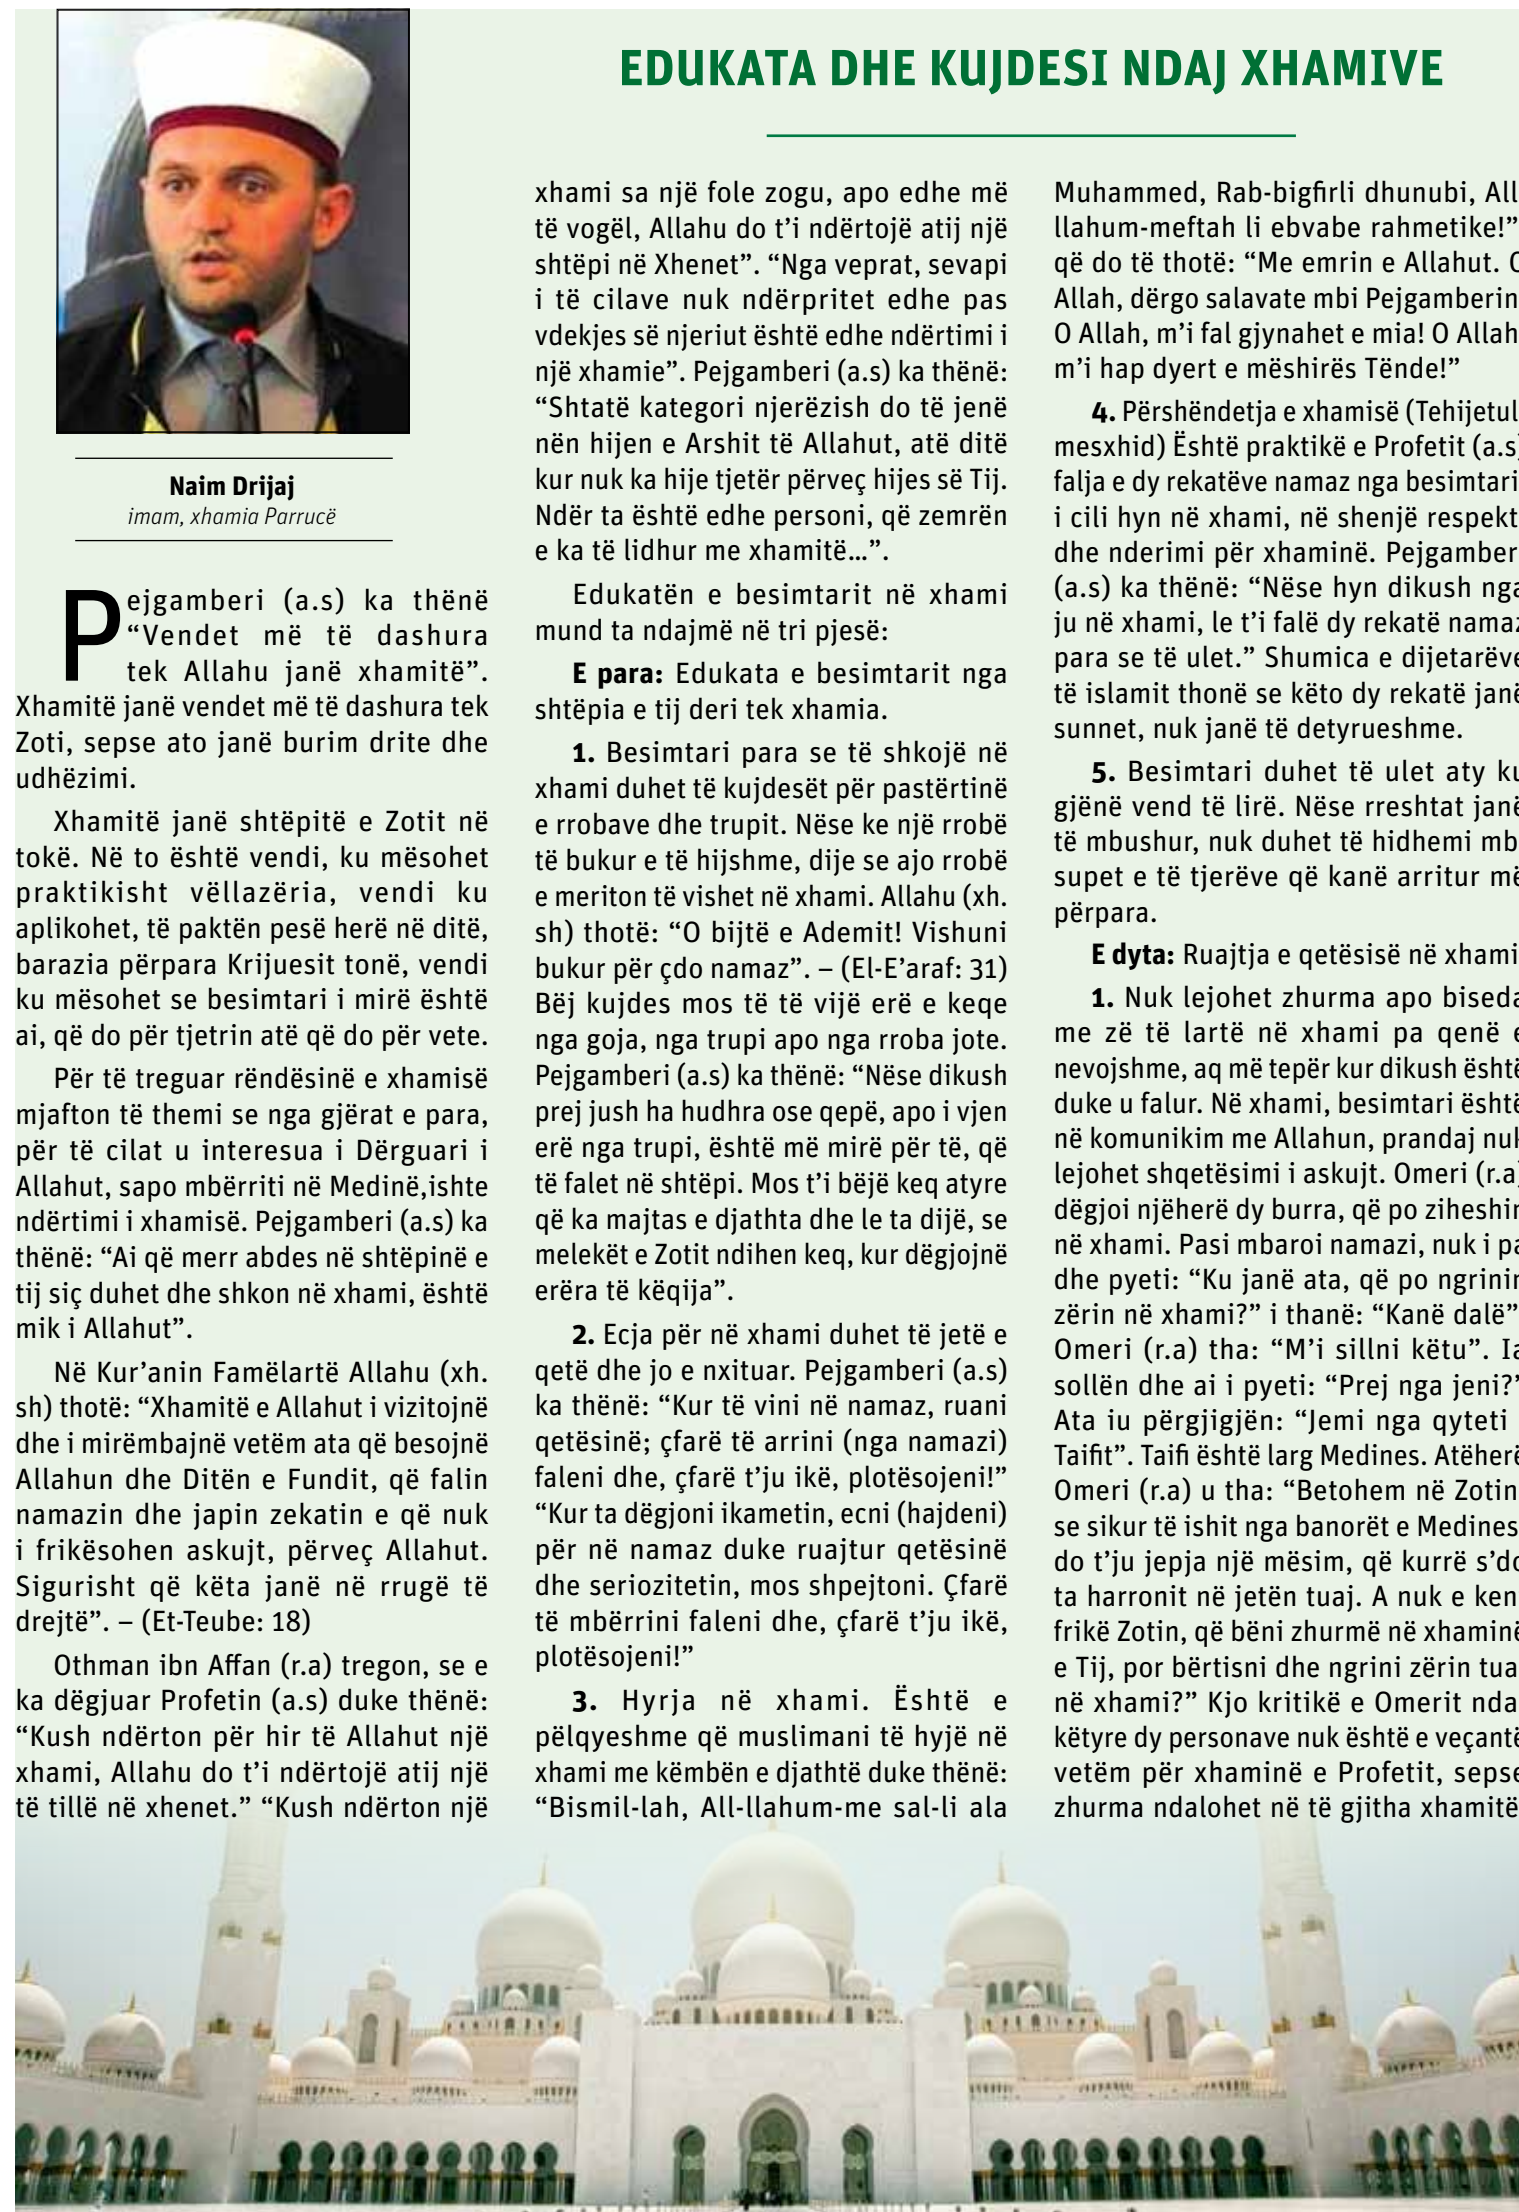 EDUKATA DHE KUJDESI NDAJ XHAMIVE
Naim Drijaj
imam, xhamia Parrucë
Pejgamberi (a.s) ka thënë
“Vendet më të dashura
tek Allahu janë xhamitë”.
Xhamitë janë vendet më të dashura tek
Zoti, sepse ato janë burim drite dhe
udhëzimi.
Xhamitë janë shtëpitë e Zotit në
tokë. Në to është vendi, ku mësohet
praktikisht vëllazëria, vendi ku
aplikohet, të paktën pesë herë në ditë,
barazia përpara Krijuesit tonë, vendi
ku mësohet se besimtari i mirë është
ai, që do për tjetrin atë që do për vete.
Për të treguar rëndësinë e xhamisë
mjafton të themi se nga gjërat e para,
për të cilat u interesua i Dërguari i
Allahut, sapo mbërriti në Medinë,ishte
ndërtimi i xhamisë. Pejgamberi (a.s) ka
thënë: “Ai që merr abdes në shtëpinë e
tij siç duhet dhe shkon në xhami, është
mik i Allahut”.
Në Kur’anin Famëlartë Allahu (xh.
sh) thotë: “Xhamitë e Allahut i vizitojnë
dhe i mirëmbajnë vetëm ata që besojnë
Allahun dhe Ditën e Fundit, që falin
namazin dhe japin zekatin e që nuk
i frikësohen askujt, përveç Allahut.
Sigurisht që këta janë në rrugë të
drejtë”. – (Et-Teube: 18)
Othman ibn Affan (r.a) tregon, se e
ka dëgjuar Profetin (a.s) duke thënë:
“Kush ndërton për hir të Allahut një
xhami, Allahu do t’i ndërtojë atij një
të tillë në xhenet.” “Kush ndërton një
xhami sa një fole zogu, apo edhe më
të vogël, Allahu do t’i ndërtojë atij një
shtëpi në Xhenet”. “Nga veprat, sevapi
i të cilave nuk ndërpritet edhe pas
vdekjes së njeriut është edhe ndërtimi i
një xhamie”. Pejgamberi (a.s) ka thënë:
“Shtatë kategori njerëzish do të jenë
nën hijen e Arshit të Allahut, atë ditë
kur nuk ka hije tjetër përveç hijes së Tij.
Ndër ta është edhe personi, që zemrën
e ka të lidhur me xhamitë...”.
Edukatën e besimtarit në xhami
mund ta ndajmë në tri pjesë:
E para: Edukata e besimtarit nga
shtëpia e tij deri tek xhamia.
1. Besimtari para se të shkojë në
xhami duhet të kujdesët për pastërtinë
e rrobave dhe trupit. Nëse ke një rrobë
të bukur e të hijshme, dije se ajo rrobë
e meriton të vishet në xhami. Allahu (xh.
sh) thotë: “O bijtë e Ademit! Vishuni
bukur për çdo namaz”. – (El-E’araf: 31)
Bëj kujdes mos të të vijë erë e keqe
nga goja, nga trupi apo nga rroba jote.
Pejgamberi (a.s) ka thënë: “Nëse dikush
prej jush ha hudhra ose qepë, apo i vjen
erë nga trupi, është më mirë për të, që
të falet në shtëpi. Mos t’i bëjë keq atyre
që ka majtas e djathta dhe le ta dijë, se
melekët e Zotit ndihen keq, kur dëgjojnë
erëra të këqija”.
2. Ecja për në xhami duhet të jetë e
qetë dhe jo e nxituar. Pejgamberi (a.s)
ka thënë: “Kur të vini në namaz, ruani
qetësinë; çfarë të arrini (nga namazi)
faleni dhe, çfarë t’ju ikë, plotësojeni!”
“Kur ta dëgjoni ikametin, ecni (hajdeni)
për në namaz duke ruajtur qetësinë
dhe seriozitetin, mos shpejtoni. Çfarë
të mbërrini faleni dhe, çfarë t’ju ikë,
plotësojeni!”
3. Hyrja në xhami. Është e
pëlqyeshme që muslimani të hyjë në
xhami me këmbën e djathtë duke thënë:
“Bismil-lah, All-llahum-me sal-li ala
Muhammed, Rab-bigfirli dhunubi, All
llahum-meftah li ebvabe rahmetike!”
që do të thotë: “Me emrin e Allahut. O
Allah, dërgo salavate mbi Pejgamberin
O Allah, m’i fal gjynahet e mia! O Allah
m’i hap dyert e mëshirës Tënde!”
4. Përshëndetja e xhamisë (Tehijetul
mesxhid) Është praktikë e Profetit (a.s)
falja e dy rekatëve namaz nga besimtari
i cili hyn në xhami, në shenjë respekt
dhe nderimi për xhaminë. Pejgamber
(a.s) ka thënë: “Nëse hyn dikush nga
ju në xhami, le t’i falë dy rekatë namaz
para se të ulet.” Shumica e dijetarëve
të islamit thonë se këto dy rekatë janë
sunnet, nuk janë të detyrueshme.
5. Besimtari duhet të ulet aty ku
gjënë vend të lirë. Nëse rreshtat janë
të mbushur, nuk duhet të hidhemi mb
supet e të tjerëve që kanë arritur më
përpara.
E dyta: Ruajtja e qetësisë në xhami
1. Nuk lejohet zhurma apo biseda
me zë të lartë në xhami pa qenë e
nevojshme, aq më tepër kur dikush është
duke u falur. Në xhami, besimtari është
në komunikim me Allahun, prandaj nuk
lejohet shqetësimi i askujt. Omeri (r.a)
dëgjoi njëherë dy burra, që po ziheshin
në xhami. Pasi mbaroi namazi, nuk i pa
dhe pyeti: “Ku janë ata, që po ngrinin
zërin në xhami?” i thanë: “Kanë dalë”
Omeri (r.a) tha: “M’i sillni këtu”. Ia
sollën dhe ai i pyeti: “Prej nga jeni?”
Ata iu përgjigjën: “Jemi nga qyteti
Taifit”. Taifi është larg Medines. Atëherë
Omeri (r.a) u tha: “Betohem në Zotin
se sikur të ishit nga banorët e Medines
do t’ju jepja një mësim, që kurrë s’do
ta harronit në jetën tuaj. A nuk e ken
frikë Zotin, që bëni zhurmë në xhaminë
e Tij, por bërtisni dhe ngrini zërin tua
në xhami?” Kjo kritikë e Omerit nda
këtyre dy personave nuk është e veçantë
vetëm për xhaminë e Profetit, sepse
zhurma ndalohet në të gjitha xhamitë